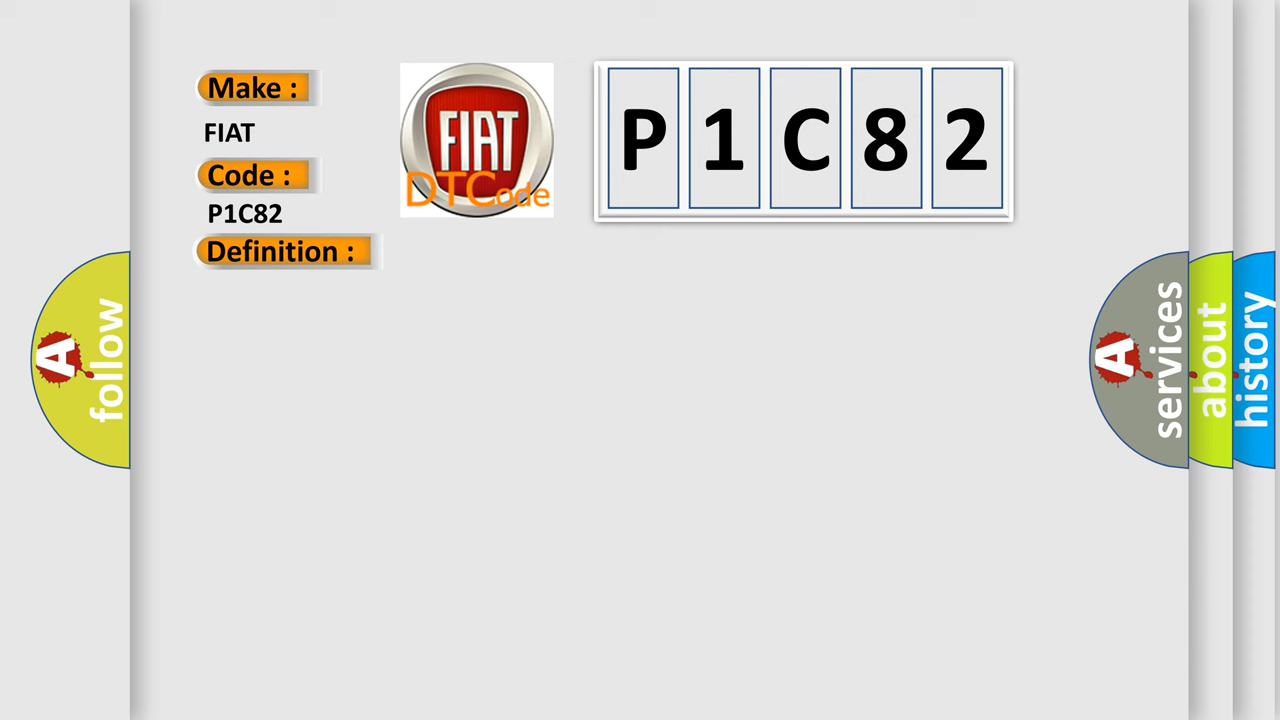 Make :
FIAT
Code :
P1C82
Definition :
FIAT
DTCode
P 1 C 8 2
A follow
A services
about
history